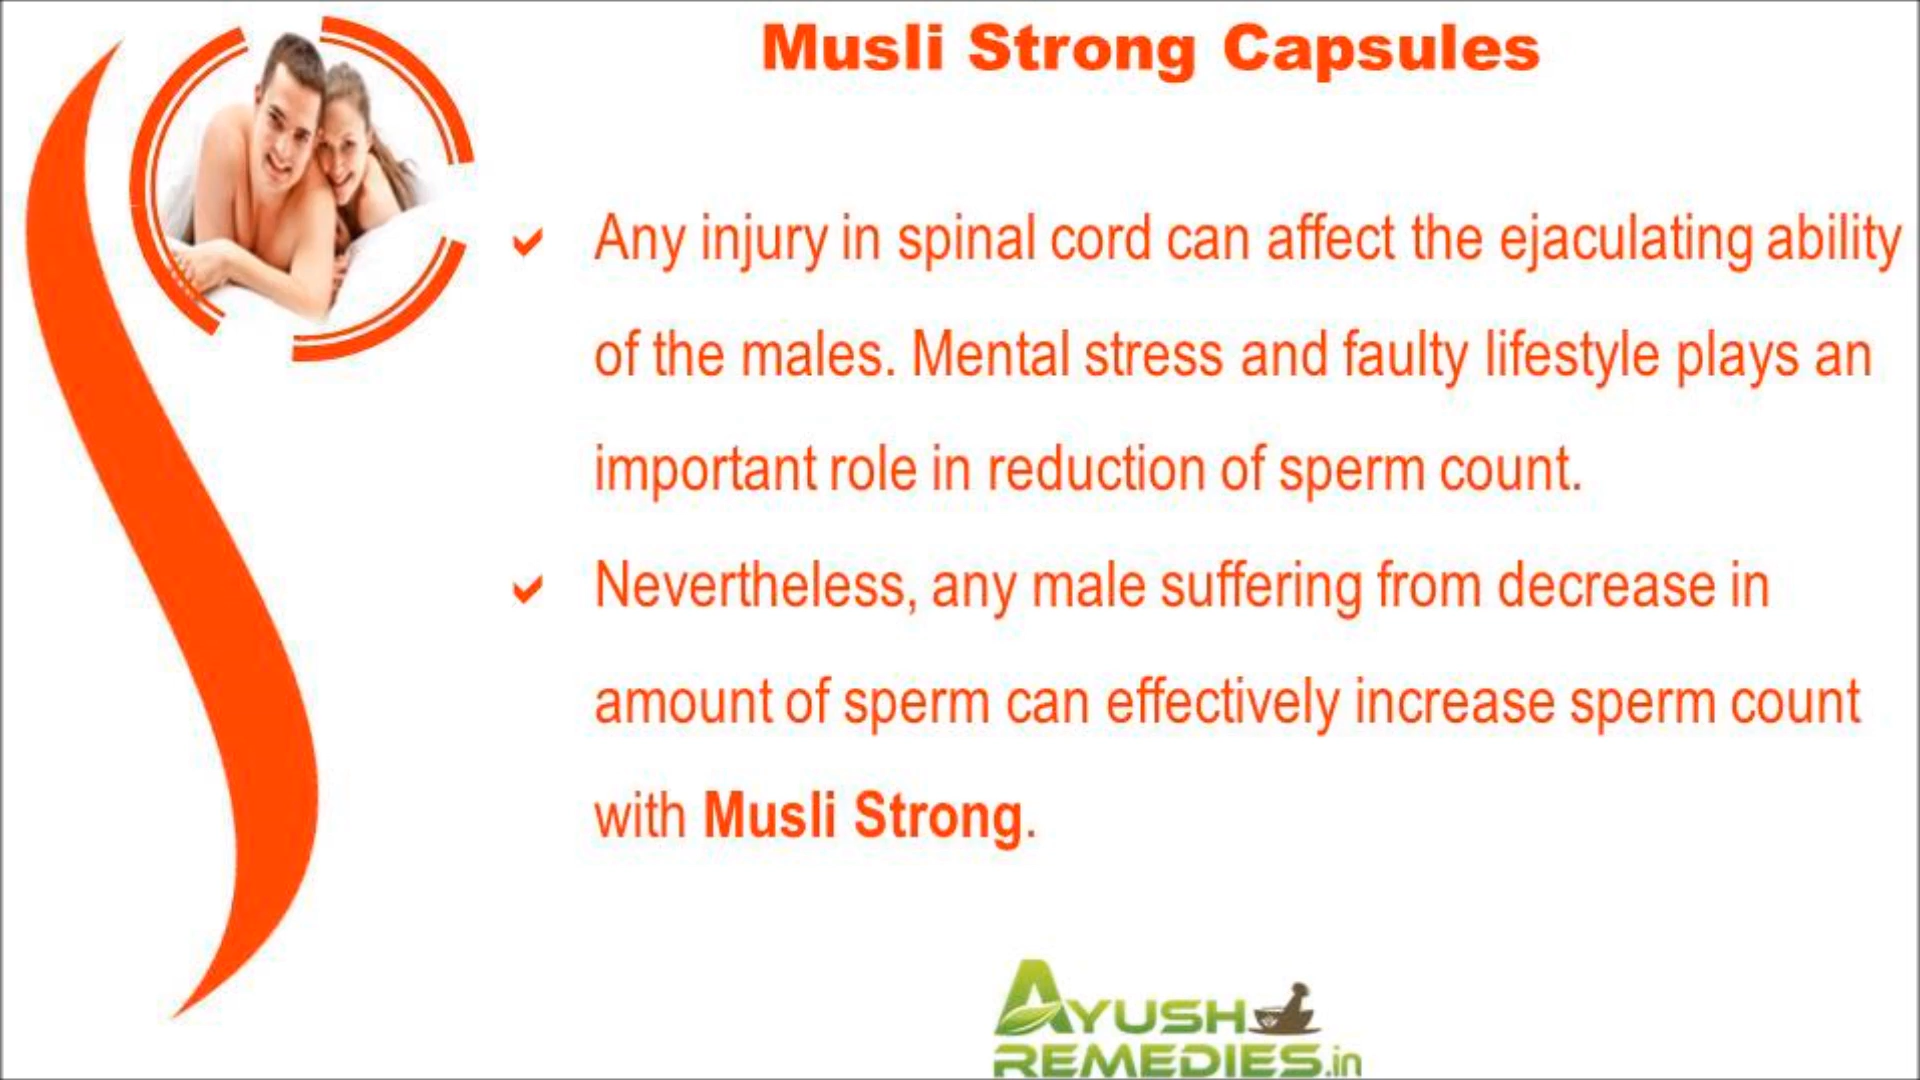 Musli Strong Capsules
Any injury in spinal cord can affect the ejaculating ability
of the males. Mental stress and faulty lifestyle plays an
important role in reduction of sperm count.
Nevertheless, any male suffering from decrease in
amount of sperm can effectively increase sperm count
with Musli Strong.
AYUSH
REMEDIES.in